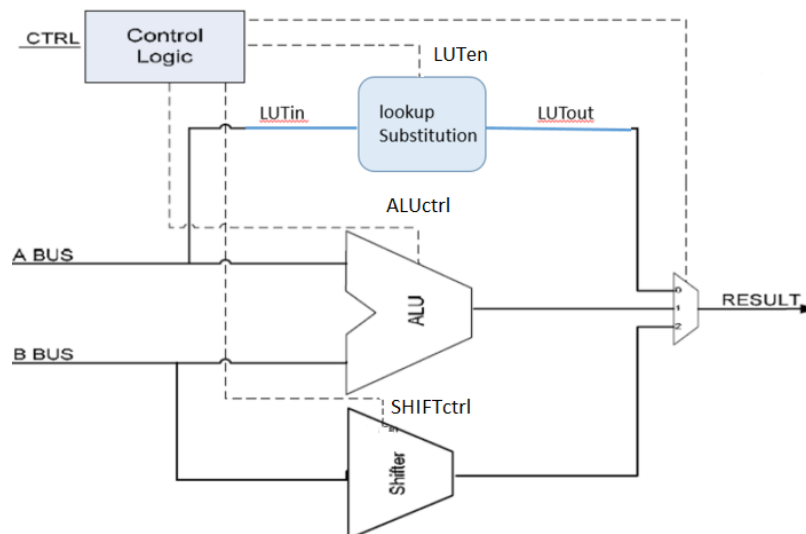 CTRL
Control
Logic
LUTen
LUTin
lookup
Substitution
LUTout
ALUctrl
A BUS
ALU
0
1
2
RESULT
B BUS
SHIFTctrl
Shifter